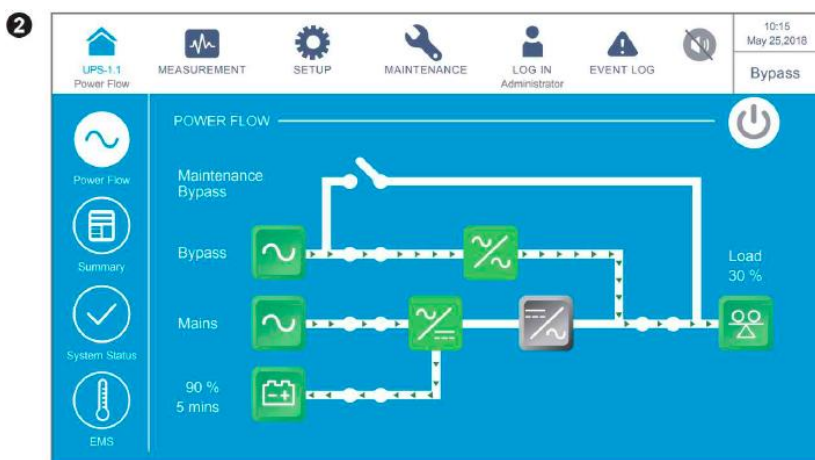 2
UPS-1.1
Power Flow
MEASUREMENT
SETUP
MAINTENANCE
LOG IN
Administrator
EVENT LOG
10:15
May 25,2018
Bypass
POWER FLOW
Power Flow
Summary
System Status
EMS
Maintenance
Bypass
Bypass
Mains
90 %
5 mins
Load
30 %